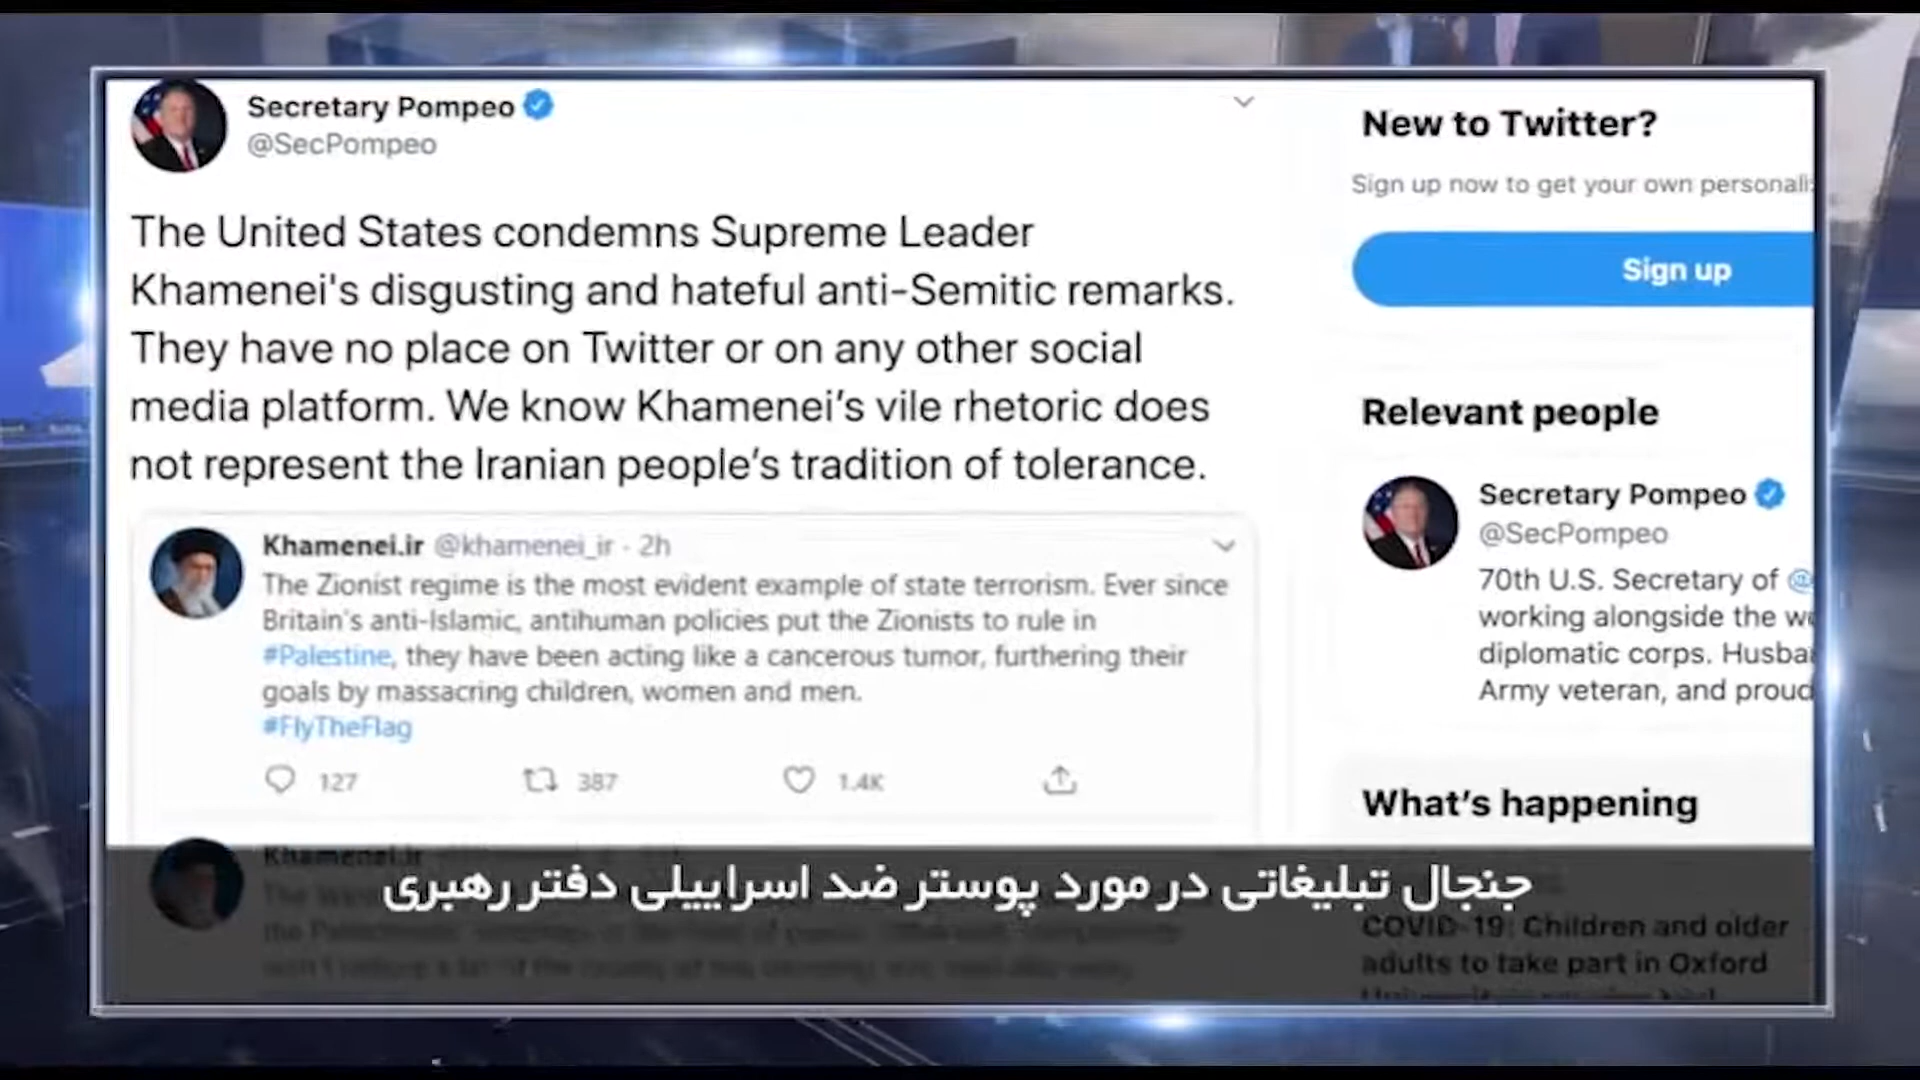 Secretary Pompeo
@SecPompeo
The United States condemns Supreme Leader
Khamenei's disgusting and hateful anti-Semitic remarks.
They have no place on Twitter or on any other social
media platform. We know Khamenei’s vile rhetoric does
not represent the Iranian people’s tradition of tolerance.
Khamenei.ir @khamenei_ir · 2h
The Zionist regime is the most evident example of state terrorism. Ever since
Britain's anti-Islamic, antihuman policies put the Zionists to rule in
#Palestine, they have been acting like a cancerous tumor, furthering their
goals by massacring children, women and men.
#FlyTheFlag
127 387 1.4K
Khamenei.ir
New to Twitter?
Sign up now to get your own personali
Sign up
Relevant people
Secretary Pompeo
@SecPompeo
70th U.S. Secretary of @
working alongside the wo
diplomatic corps. Husba
Army veteran, and proud
What’s happening
COVID-19: Children and older
adults to take part in Oxford
جنجال تبلیغاتی در مورد پوستر ضد اسراییلی دفتر رهبری